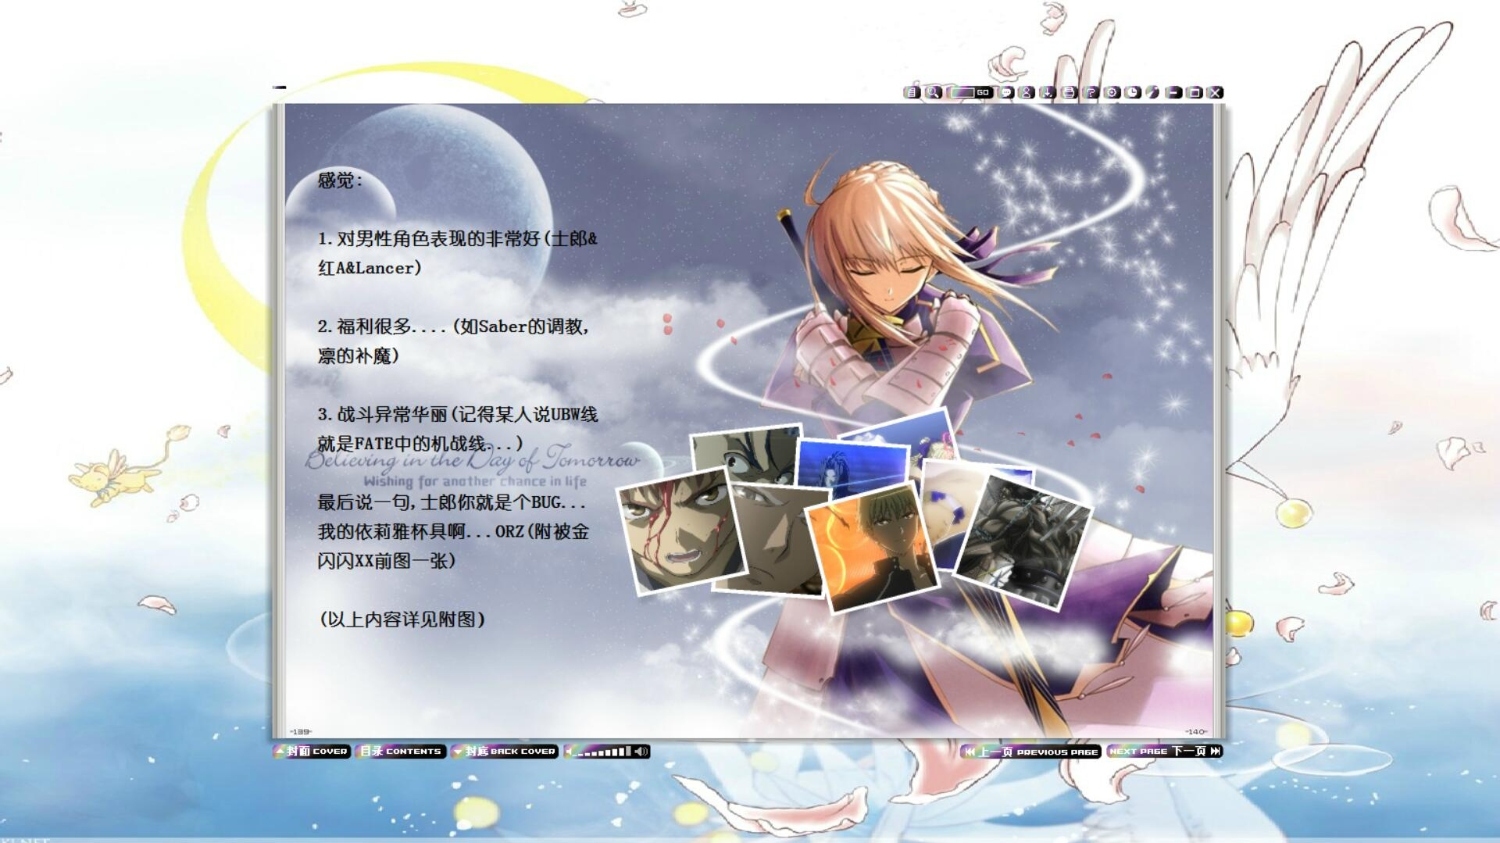 GO
感觉:
1.对男性角色表现的非常好(士郎&
红A&Lancer)
2.福利很多....(如Saber的调教,
凛的补魔)
3.战斗异常华丽(记得某人说UBW线
就是FATE中的机战线...)
Believing in the Day of Tomorrow
Wishing for another chance in life
最后说一句,士郎你就是个BUG...
我的依莉雅杯具啊...ORZ(附被金
闪闪XX前图一张)
(以上内容详见附图)
-139-
-140-
封面 COVER
目录 CONTENTS
封底 BACK COVER
上一页 PREVIOUS PAGE
NEXT PAGE 下一页